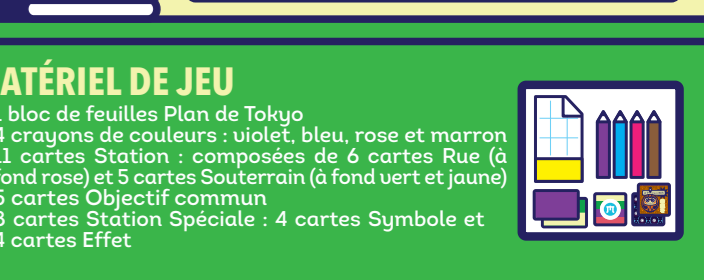 ATÉRIEL DE JEU
1 bloc de feuilles Plan de Tokyo
4 crayons de couleurs : violet, bleu, rose et marron
11 cartes Station : composées de 6 cartes Rue (à
fond rose) et 5 cartes Souterrain (à fond vert et jaune)
5 cartes Objectif commun
8 cartes Station Spéciale : 4 cartes Symbole et
4 cartes Effet